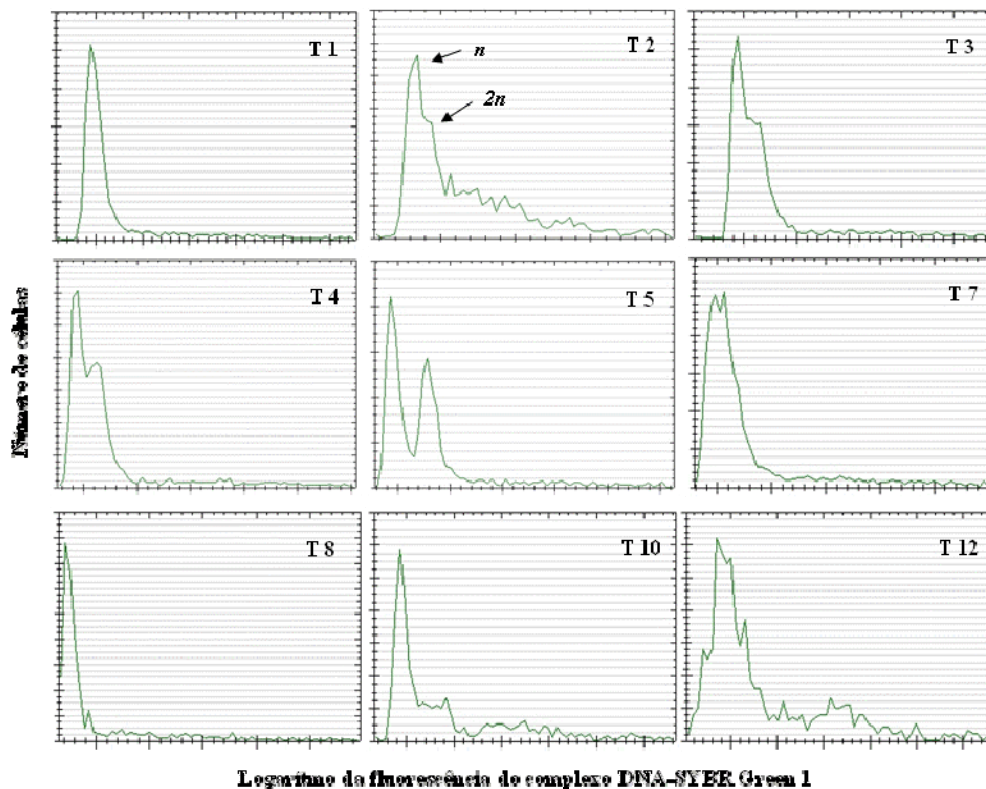 T 1
T 2
n
2n
T 3
T 4
T 5
T 7
T 8
T 10
T 12
Número de células
Logaritmo da fluorescência do complexo DNA-SYBR Green I